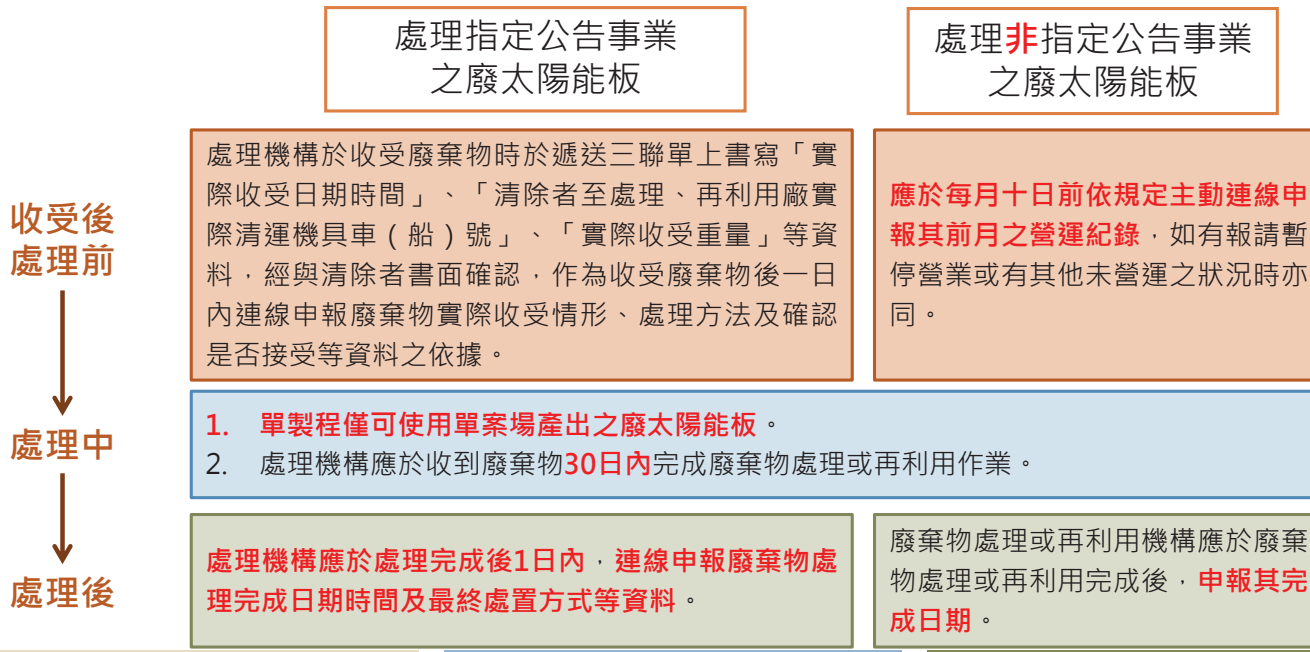 處理指定公告事業
之廢太陽能板
處理非指定公告事業
之廢太陽能板
收受後
處理前
處理機構於收受廢棄物時於遞送三聯單上書寫「實
際收受日期時間」、「清除者至處理、再利用廠實
際清運機具車(船)號」、「實際收受重量」等資
料,經與清除者書面確認,作為收受廢棄物後一日
內連線申報廢棄物實際收受情形、處理方法及確認
是否接受等資料之依據。
應於每月十日前依規定主動連線申
報其前月之營運紀錄,如有報請暫
停營業或有其他未營運之狀況時亦
同。
處理中
1. 單製程僅可使用單案場產出之廢太陽能板。
2. 處理機構應於收到廢棄物30日內完成廢棄物處理或再利用作業。
處理後
處理機構應於處理完成後1日內,連線申報廢棄物處
理完成日期時間及最終處置方式等資料。
廢棄物處理或再利用機構應於廢棄
物處理或再利用完成後,申報其完
成日期。